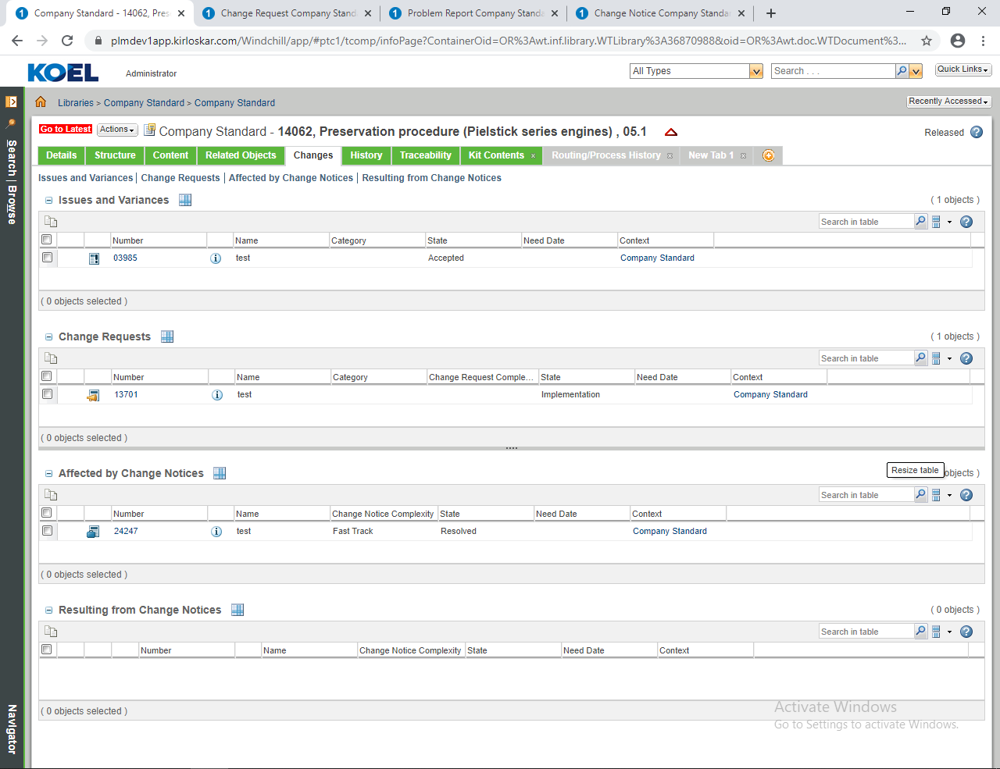 Company Standard - 14062, Pres
Change Request Company Stand
Problem Report Company Standa
Change Notice Company Standar
plmdev1app.kirloskar.com/Windchill/app/#ptc1/tcomp/infoPage?ContainerOid=OR%3Awt.inf.library.WTLibrary%3A36870988&oid=OR%3Awt.doc.WTDocument%3...
KOEL Administrator All Types Search . . . Quick Links
Libraries > Company Standard > Company Standard Recently Accessed
Go to Latest Actions Company Standard - 14062, Preservation procedure (Pielstick series engines) , 05.1 Released
Details Structure Content Related Objects Changes History Traceability Kit Contents Routing/Process History New Tab 1
Issues and Variances | Change Requests | Affected by Change Notices | Resulting from Change Notices
Search | Browse
Issues and Variances ( 1 objects )
Search in table
Number Name Category State Need Date Context
03985 test Accepted Company Standard
( 0 objects selected )
Change Requests ( 1 objects )
Search in table
Number Name Category Change Request Comple... State Need Date Context
13701 test Implementation Company Standard
( 0 objects selected )
Affected by Change Notices Resize table objects )
Search in table
Number Name Change Notice Complexity State Need Date Context
24247 test Fast Track Resolved Company Standard
( 0 objects selected )
Resulting from Change Notices ( 0 objects )
Search in table
Number Name Change Notice Complexity State Need Date Context
( 0 objects selected )
Navigator
Activate Windows
Go to Settings to activate Windows.